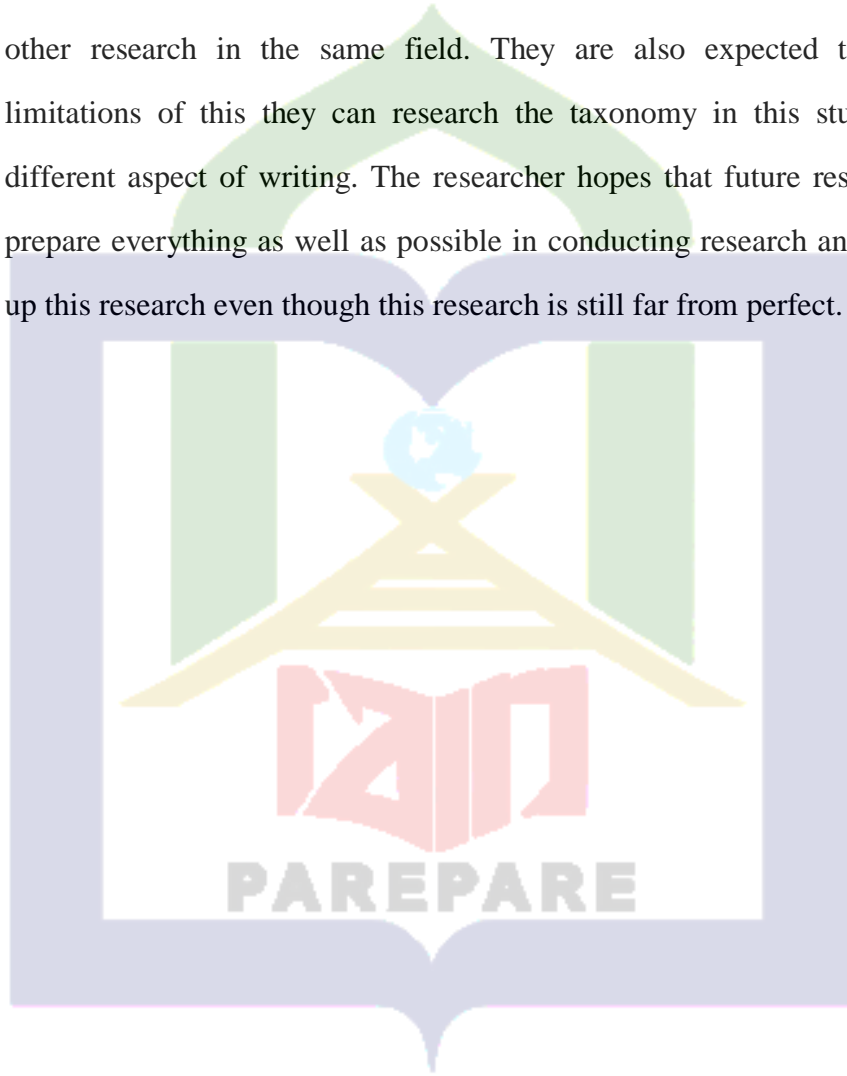 other research in the same field. They are also expected t
limitations of this they can research the taxonomy in this stu
different aspect of writing. The researcher hopes that future res
prepare everything as well as possible in conducting research an
up this research even though this research is still far from perfect.
iain
PAREPARE